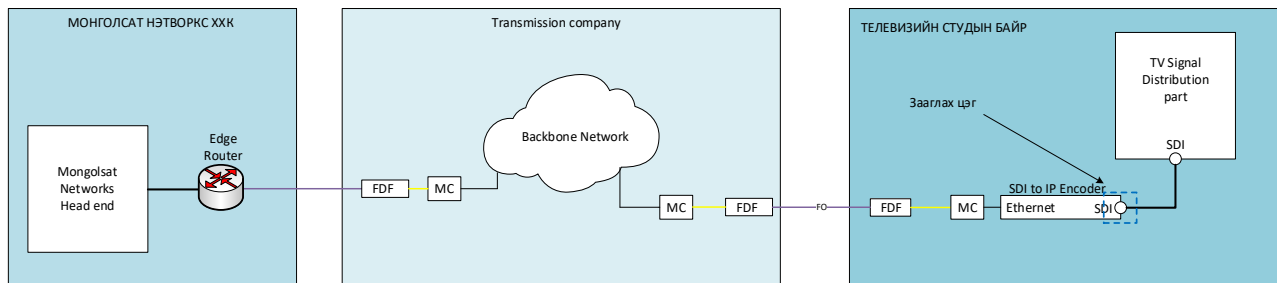 МОНГОЛСАТ НЭТВОРКС ХХК
Mongolsat
Networks
Head end
Edge
Router
Transmission company
FDF
MC
Backbone Network
MC
FDF
FO
ТЕЛЕВИЗИЙН СТУДЫН БАЙР
TV Signal
Distribution
part
SDI
Зааглах цэг
FDF
MC
SDI to IP Encoder
Ethernet
SDI